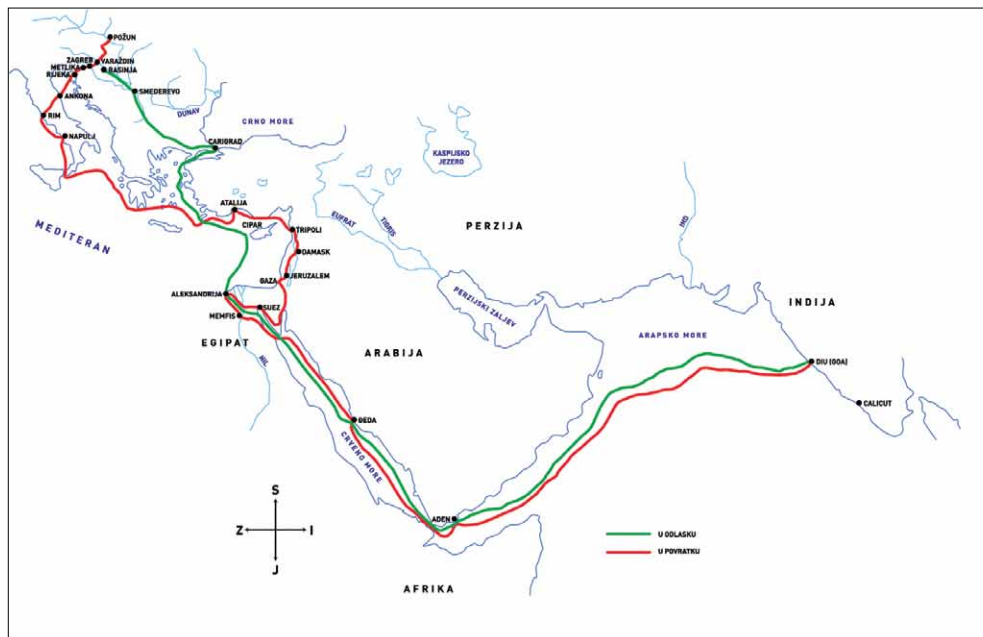 POŽUN
ZAGREB
VARAŽDIN
METLIKA
RASINJA
RIJEKA
SMEDEREVO
ANKONA
DUNAV
RIM
CRNO MORE
NAPULJ
CARIGRAD
KASPIJSKO
JEZERO
ATALIJA
EUFRAT
TIGRIS
IND
MEDITERAN
CIPAR
TRIPOLI
PERZIJA
DAMASK
GAZA
JERUZALEM
ALEKSANDRIJA
PERZIJSKI ZALJEV
INDIJA
SUEZ
MEMFIS
EGIPAT
ARABIJA
ARAPSKO MORE
NIL
DIU (GOA)
CALICUT
ĐEDA
CRVENO MORE
S
ADEN
Z
I
U ODLASKU
U POVRATKU
J
AFRIKA